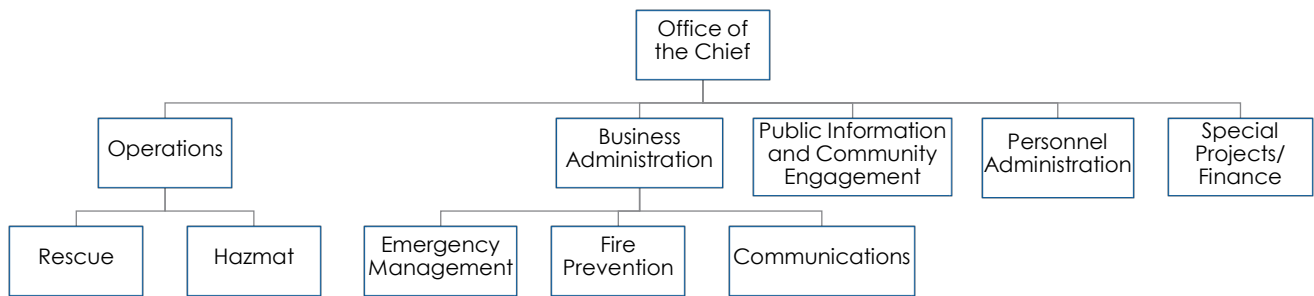 Office of
the Chief
Operations
Business
Administration
Public Information
and Community
Engagement
Personnel
Administration
Special
Projects/
Finance
Rescue
Hazmat
Emergency
Management
Fire
Prevention
Communications